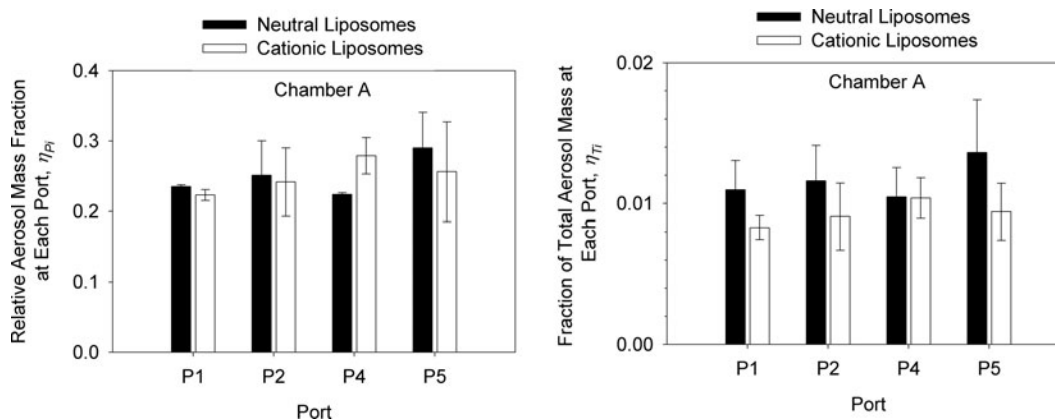 Neutral Liposomes
Cationic Liposomes
Relative Aerosol Mass Fraction
at Each Port, ηPi
0.4
0.3
0.2
0.1
0.0
Chamber A
P1 P2 P4 P5
Port
Neutral Liposomes
Cationic Liposomes
Fraction of Total Aerosol Mass at
Each Port, ηTi
0.02
0.01
0.00
Chamber A
P1 P2 P4 P5
Port